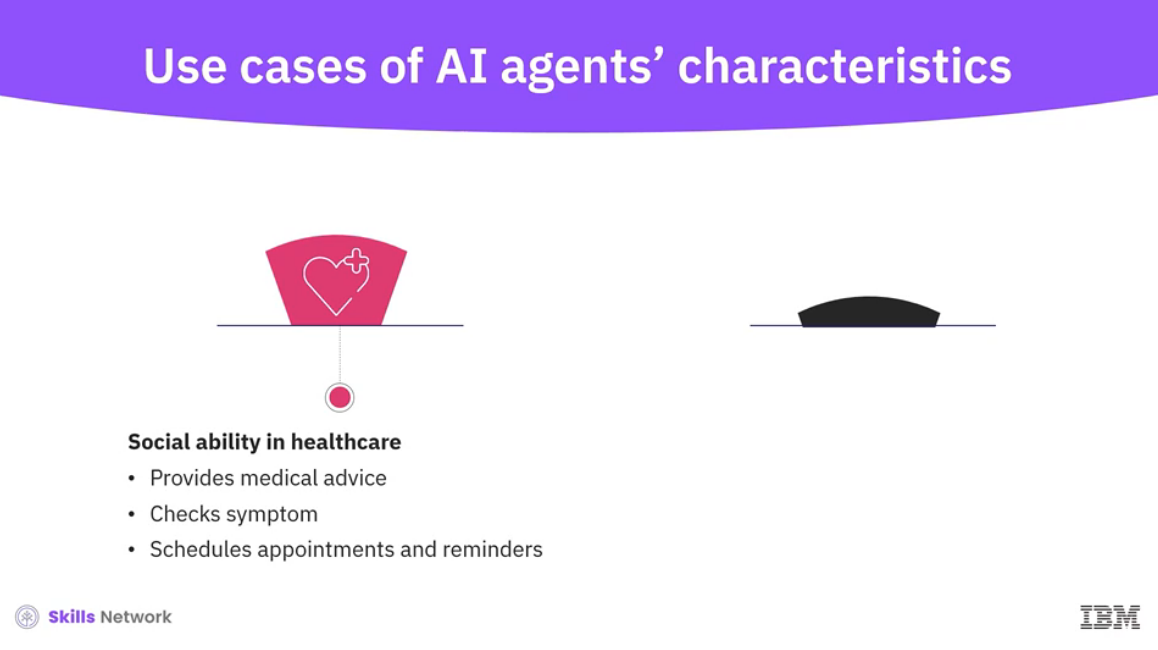 Use cases of AI agents’ characteristics
Social ability in healthcare
• Provides medical advice
• Checks symptom
• Schedules appointments and reminders
Skills Network
IBM